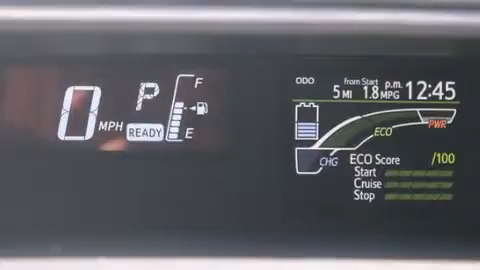 0 MPH
P
READY
F
E
ODO
5 MI
from Start
1.8 MPG
p.m.
12:45
ECO
PWR
CHG
ECO Score /100
Start
Cruise
Stop